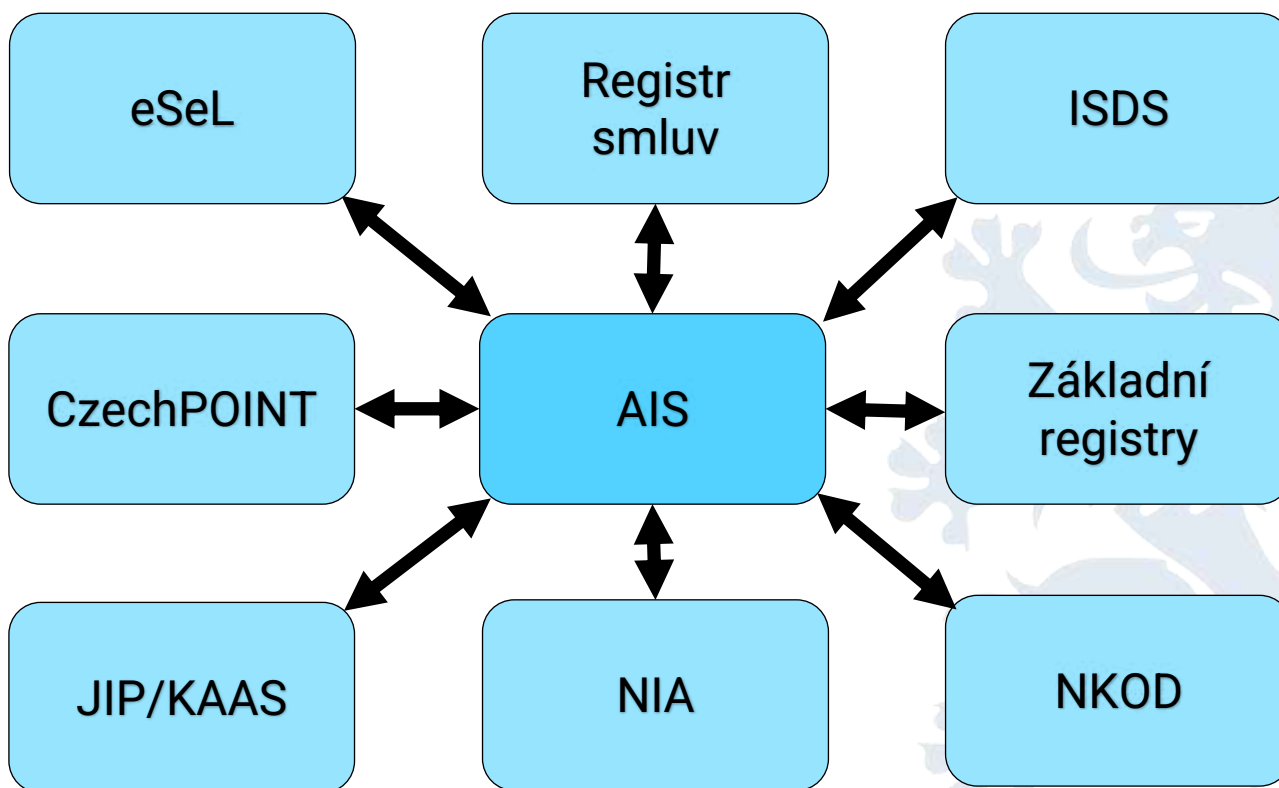 eSeL
Registr
smluv
ISDS
CzechPOINT
AIS
Základní
registry
JIP/KAAS
NIA
NKOD